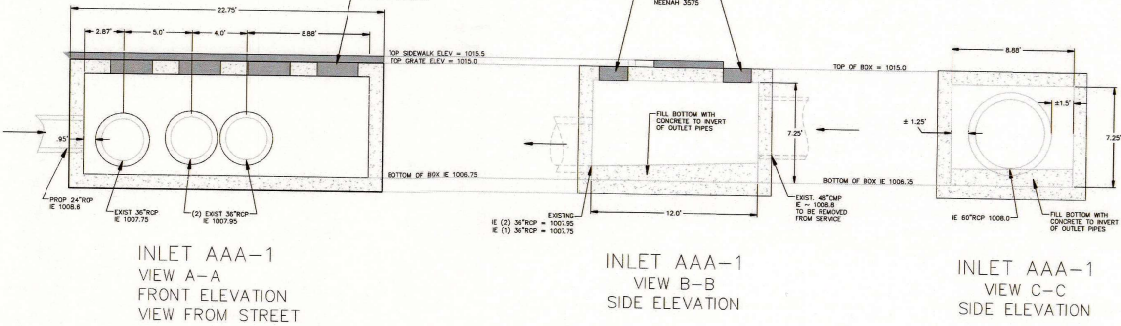 22.75'
2.87'
5.0'
4.0'
8.88'
TOP SIDEWALK ELEV = 1015.5
TOP GRATE ELEV = 1015.0
.95'
BOTTOM OF BOX IE 1006.75
PROP 24"RCP
IE 1008.6
EXIST 36"RCP
IE 1007.75
(2) EXIST 36"RCP
IE 1007.95
INLET AAA-1
VIEW A-A
FRONT ELEVATION
VIEW FROM STREET
NEENAH 3575
FILL BOTTOM WITH
CONCRETE TO INVERT
OF OUTLET PIPES
7.25'
12.0'
EXISTING
IE (2) 36"RCP = 1007.95
IE (1) 36"RCP = 1007.75
EXIST. 48"CMP
IE ~ 1008.8
TO BE REMOVED
FROM SERVICE
INLET AAA-1
VIEW B-B
SIDE ELEVATION
TOP OF BOX = 1015.0
8.88'
±1.5'
± 1.25'
7.25'
BOTTOM OF BOX IE 1006.75
IE 60"RCP 1008.0
FILL BOTTOM WITH
CONCRETE TO INVERT
OF OUTLET PIPES
INLET AAA-1
VIEW C-C
SIDE ELEVATION